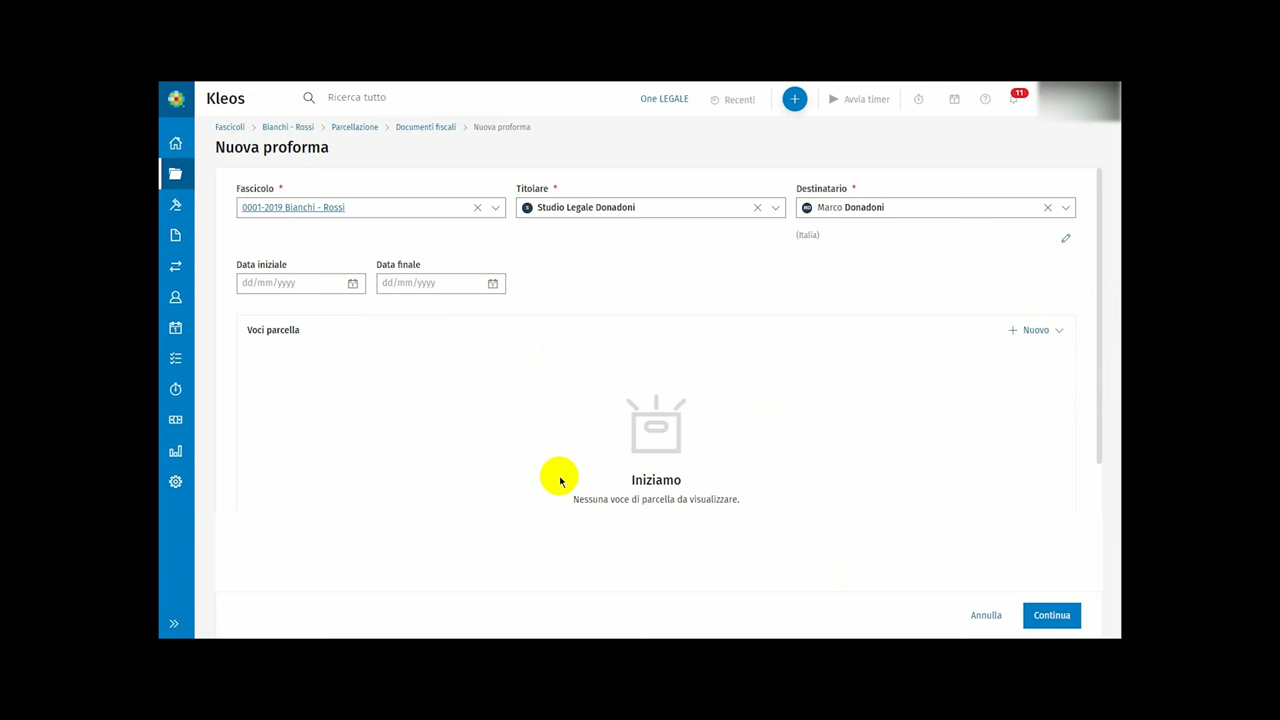 Kleos
Ricerca tutto
One LEGALE
Recenti
Avvia timer
11
Fascicoli > Bianchi - Rossi > Parcellazione > Documenti fiscali > Nuova proforma
Nuova proforma
Fascicolo * Titolare * Destinatario *
0001-2019 Bianchi - Rossi S Studio Legale Donadoni MD Marco Donadoni
(Italia)
Data iniziale Data finale
dd/mm/yyyy dd/mm/yyyy
Voci parcella + Nuovo
Iniziamo
Nessuna voce di parcella da visualizzare.
Annulla Continua